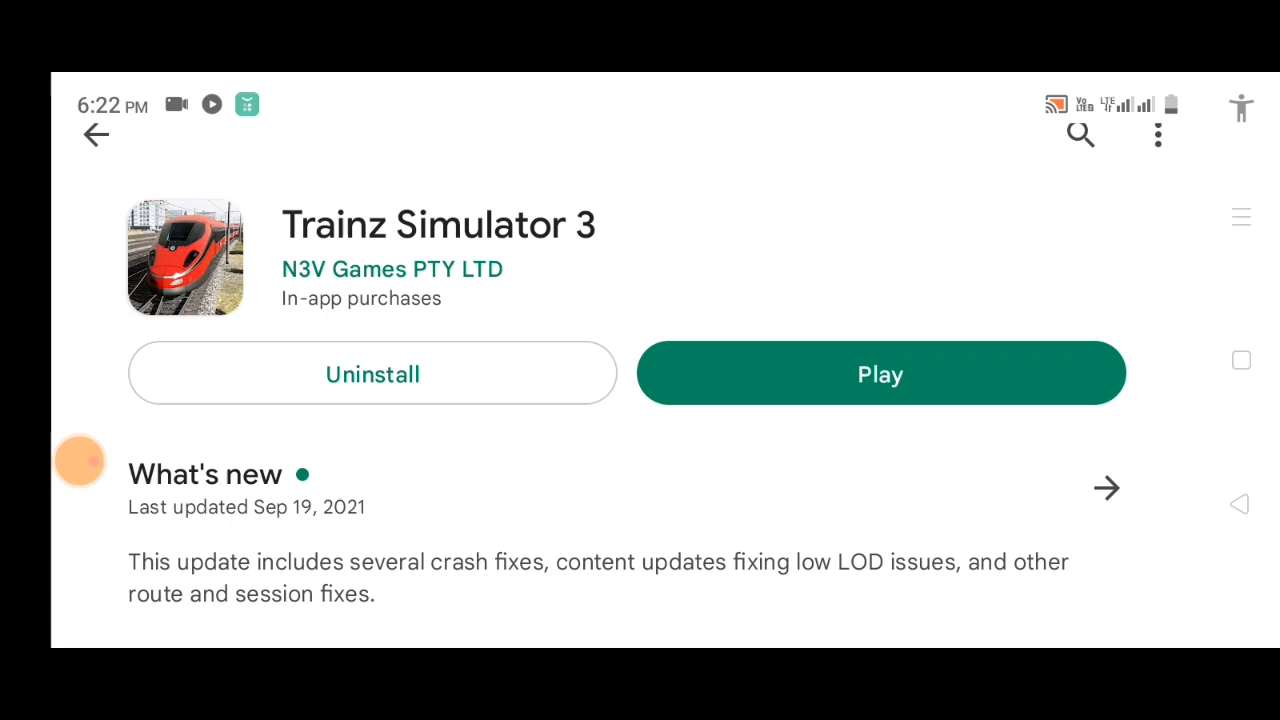 6:22 PM
VoLTE LTE
Trainz Simulator 3
N3V Games PTY LTD
In-app purchases
Uninstall
Play
What's new
Last updated Sep 19, 2021
This update includes several crash fixes, content updates fixing low LOD issues, and other
route and session fixes.